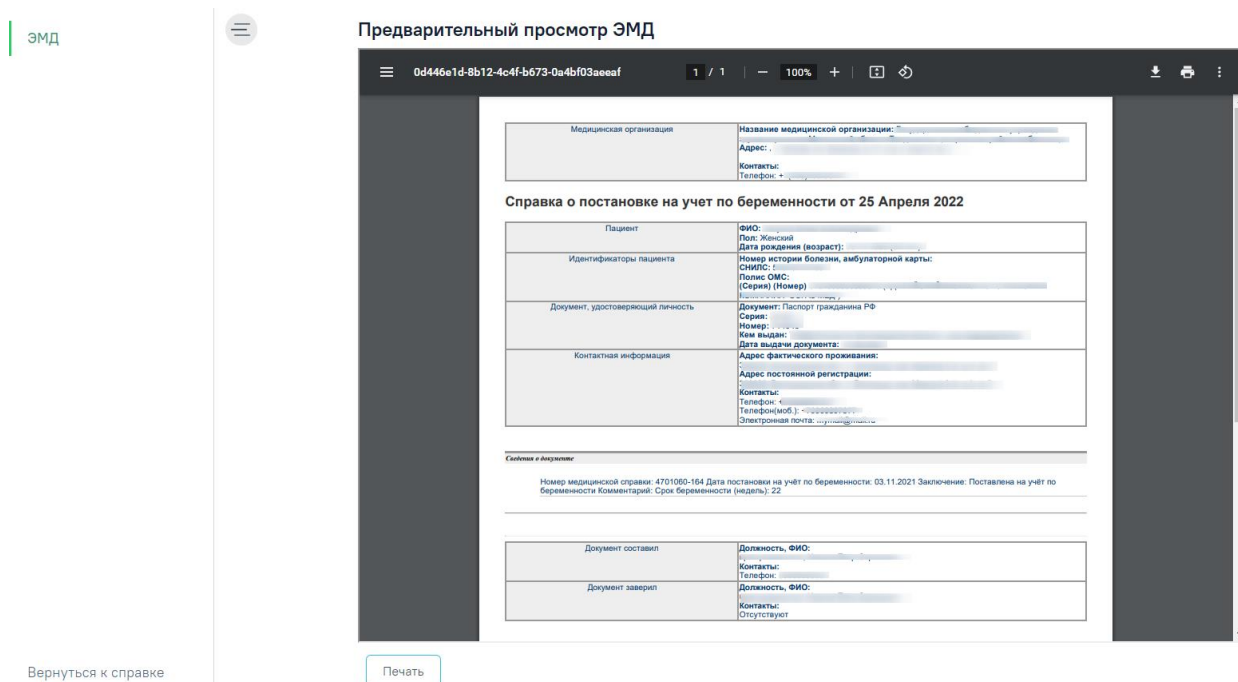 ЭМД
Предварительный просмотр ЭМД
0d446e1d-8b12-4c4f-b673-0a4bf03aeeaf
1 / 1
100%
Медицинская организация
Название медицинской организации:
Адрес: ,
Контакты:
Телефон: +
Справка о постановке на учет по беременности от 25 Апреля 2022
Пациент
ФИО:
Пол: Женский
Дата рождения (возраст):
Идентификаторы пациента
Номер истории болезни, амбулаторной карты:
СНИЛС:
Полис ОМС:
(Серия) (Номер)
Документ, удостоверяющий личность
Документ: Паспорт гражданина РФ
Серия:
Номер:
Кем выдан:
Дата выдачи документа:
Контактная информация
Адрес фактического проживания:
Адрес постоянной регистрации:
Контакты:
Телефон: +
Телефон(моб.):
Электронная почта:
Сведения о документе
Номер медицинской справки: 4701060-164 Дата постановки на учёт по беременности: 03.11.2021 Заключение: Поставлена на учёт по
беременности Комментарий: Срок беременности (недель): 22
Документ составил
Должность, ФИО:
Контакты:
Телефон:
Документ заверил
Должность, ФИО:
Контакты:
Отсутствуют
Вернуться к справке
Печать